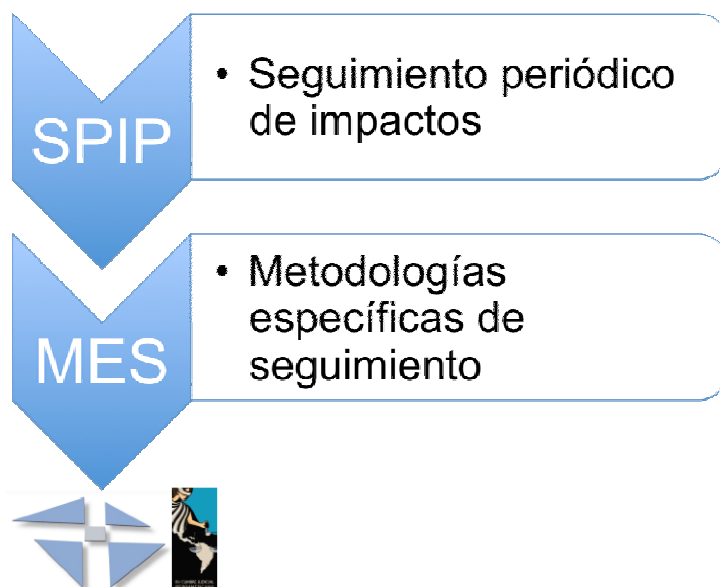 SPIP
• Seguimiento periódico
de impactos
MES
• Metodologías
específicas de
seguimiento